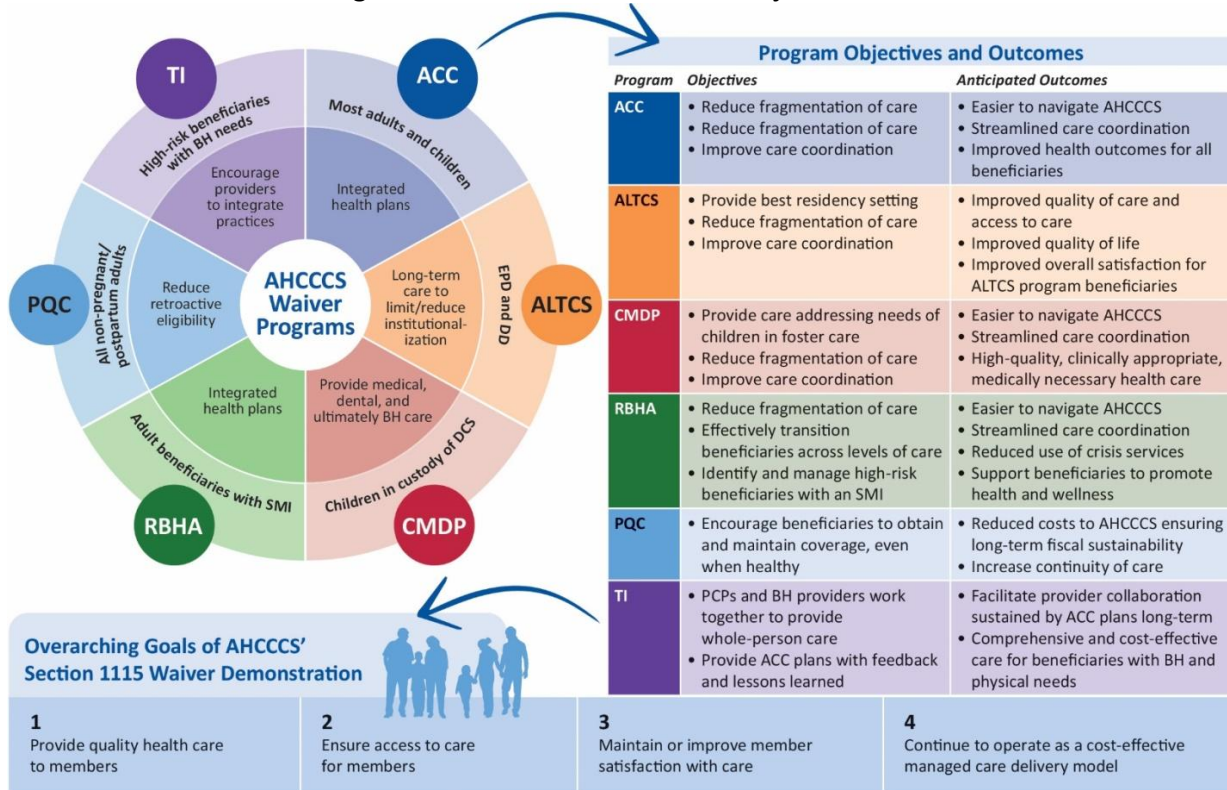 TI
ACC
High-risk beneficiaries
with BH needs
Most adults and children
Encourage
providers
to integrate
practices
Integrated
health plans
PQC
All non-pregnant/
postpartum adults
Reduce
retroactive
eligibility
AHCCCS
Waiver
Programs
Long-term
care to
limit/reduce
institutional-
ization
EPD and DD
ALTCS
Integrated
health plans
Provide medical,
dental, and
ultimately BH care
Adult beneficiaries with SMI
Children in custody of DCS
RBHA
CMDP
Program Objectives and Outcomes
Program Objectives Anticipated Outcomes
ACC
• Reduce fragmentation of care
• Reduce fragmentation of care
• Improve care coordination
• Easier to navigate AHCCCS
• Streamlined care coordination
• Improved health outcomes for all
beneficiaries
ALTCS
• Provide best residency setting
• Reduce fragmentation of care
• Improve care coordination
• Improved quality of care and
access to care
• Improved quality of life
• Improved overall satisfaction for
ALTCS program beneficiaries
CMDP
• Provide care addressing needs of
children in foster care
• Reduce fragmentation of care
• Improve care coordination
• Easier to navigate AHCCCS
• Streamlined care coordination
• High-quality, clinically appropriate,
medically necessary health care
RBHA
• Reduce fragmentation of care
• Effectively transition
beneficiaries across levels of care
• Identify and manage high-risk
beneficiaries with an SMI
• Easier to navigate AHCCCS
• Streamlined care coordination
• Reduced use of crisis services
• Support beneficiaries to promote
health and wellness
PQC
• Encourage beneficiaries to obtain
and maintain coverage, even
when healthy
• Reduced costs to AHCCCS ensuring
long-term fiscal sustainability
• Increase continuity of care
TI
• PCPs and BH providers work
together to provide
whole-person care
• Provide ACC plans with feedback
and lessons learned
• Facilitate provider collaboration
sustained by ACC plans long-term
• Comprehensive and cost-effective
care for beneficiaries with BH and
physical needs
Overarching Goals of AHCCCS'
Section 1115 Waiver Demonstration
1
Provide quality health care
to members
2
Ensure access to care
for members
3
Maintain or improve member
satisfaction with care
4
Continue to operate as a cost-effective
managed care delivery model